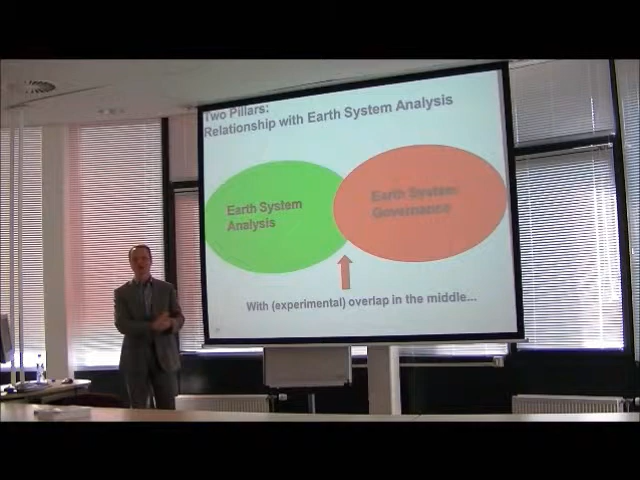 Two Pillars:
Relationship with Earth System Analysis
Earth System
Analysis
Earth System
Governance
With (experimental) overlap in the middle...